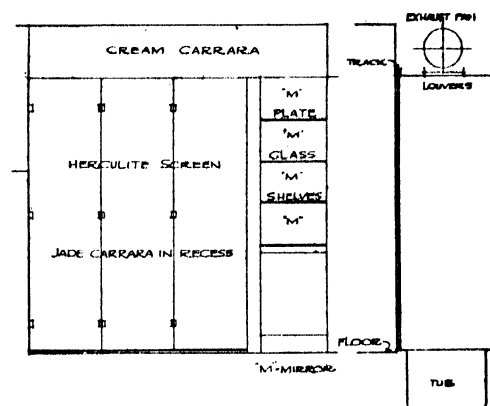 EXHAUST FAN
CREAM CARRARA
TRACK
LOUVERS
"M"
PLATE
"M"
GLASS
HERCULITE SCREEN
"M"
SHELVES
"M"
JADE CARRARA IN RECESS
FLOOR
"M"-MIRROR
TUB